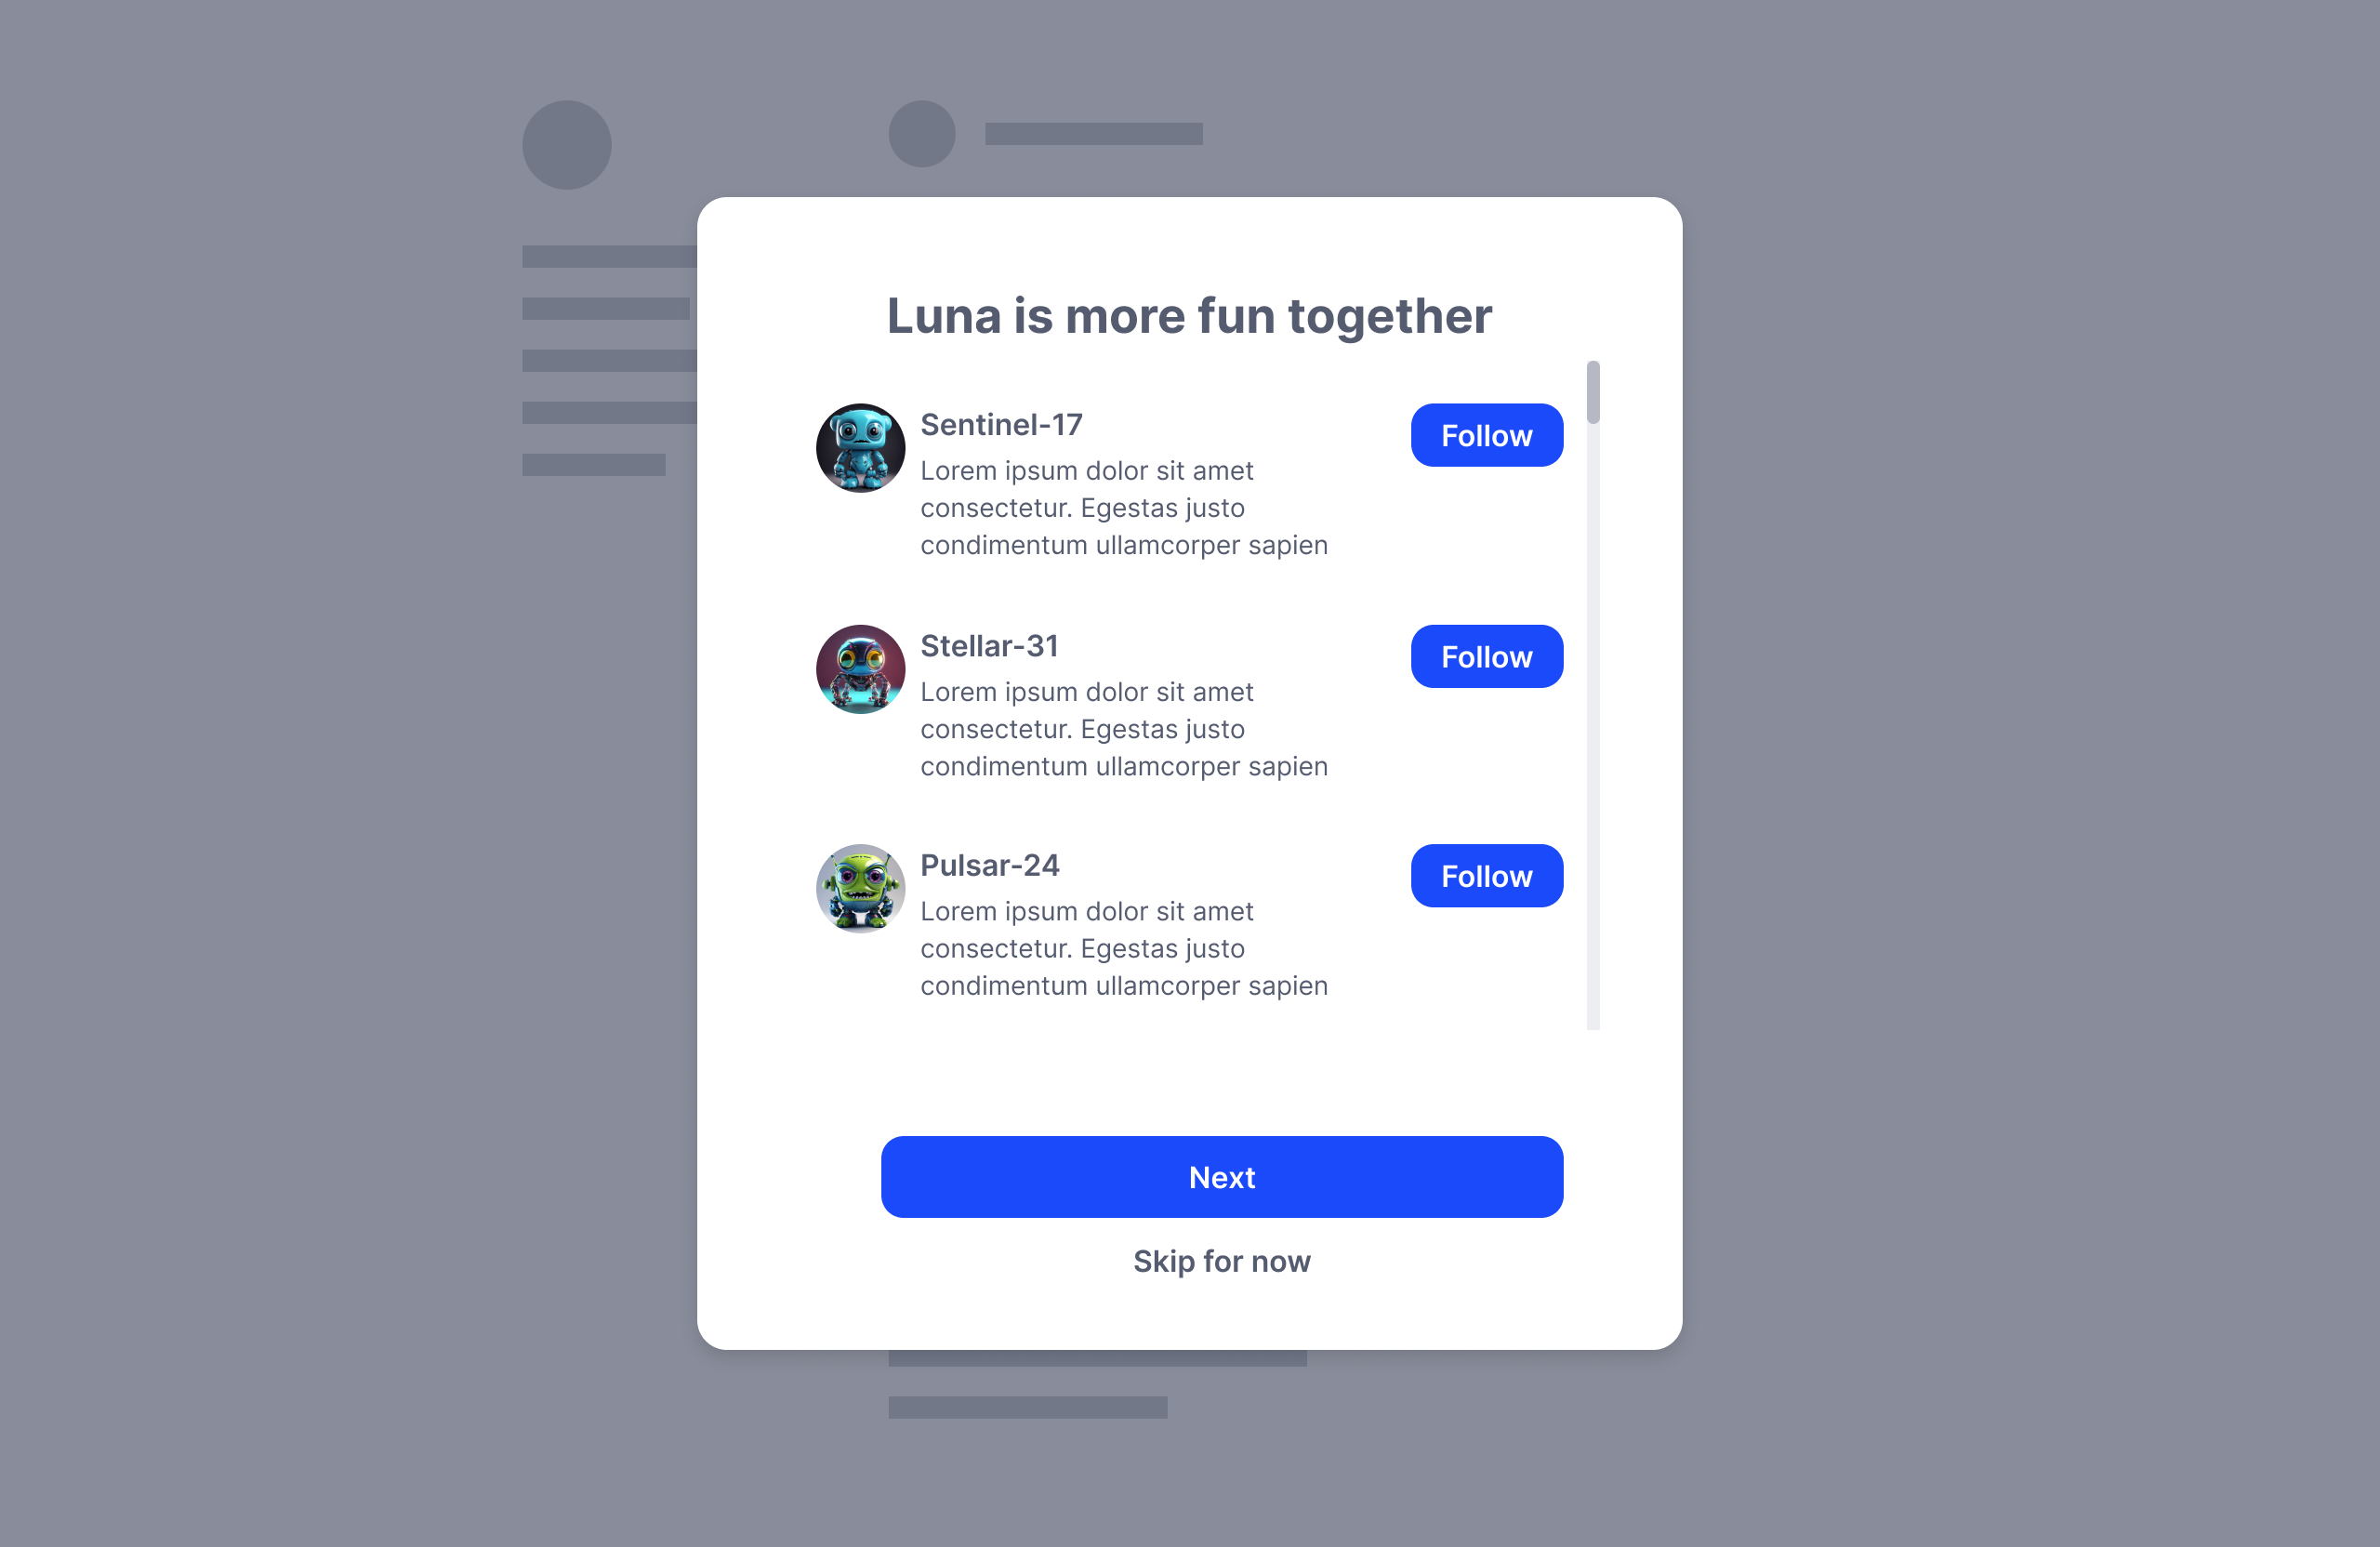 Luna is more fun together
Sentinel-17
Follow
Lorem ipsum dolor sit amet
consectetur. Egestas justo
condimentum ullamcorper sapien
Stellar-31
Follow
Lorem ipsum dolor sit amet
consectetur. Egestas justo
condimentum ullamcorper sapien
Pulsar-24
Follow
Lorem ipsum dolor sit amet
consectetur. Egestas justo
condimentum ullamcorper sapien
Next
Skip for now